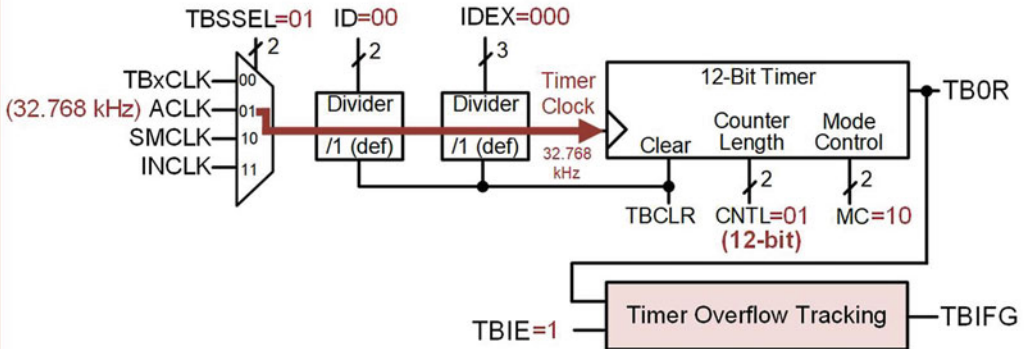 TBSSEL=01
ID=00
IDEX=000
2
2
3
TBxCLK
00
(32.768 kHz) ACLK
01
SMCLK
10
INCLK
11
Divider
/1 (def)
Divider
/1 (def)
Timer
Clock
32.768
kHz
12-Bit Timer
Counter
Length
Mode
Control
Clear
TB0R
2
2
TBCLR
CNTL=01
(12-bit)
MC=10
Timer Overflow Tracking
TBIE=1
TBIFG